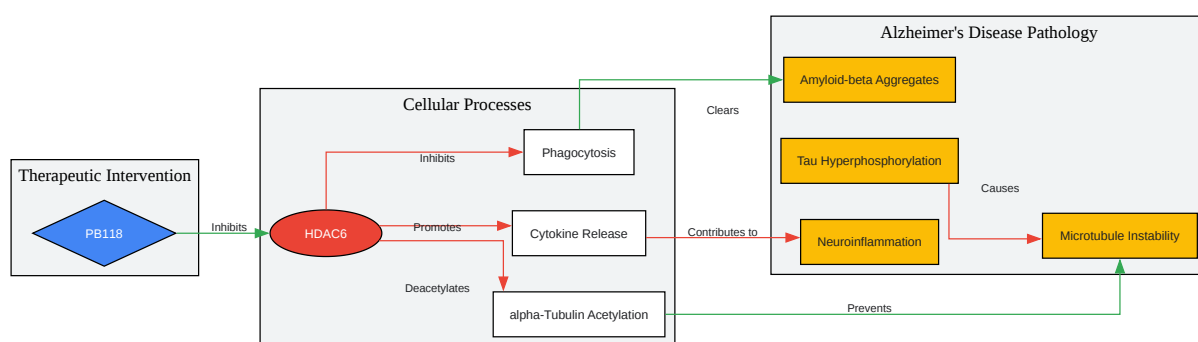 Alzheimer's Disease Pathology
Amyloid-beta Aggregates
Cellular Processes
Clears
Phagocytosis
Inhibits
Tau Hyperphosphorylation
Therapeutic Intervention
Causes
PB118
Inhibits
HDAC6
Promotes
Cytokine Release
Contributes to
Neuroinflammation
Microtubule Instability
Deacetylates
alpha-Tubulin Acetylation
Prevents